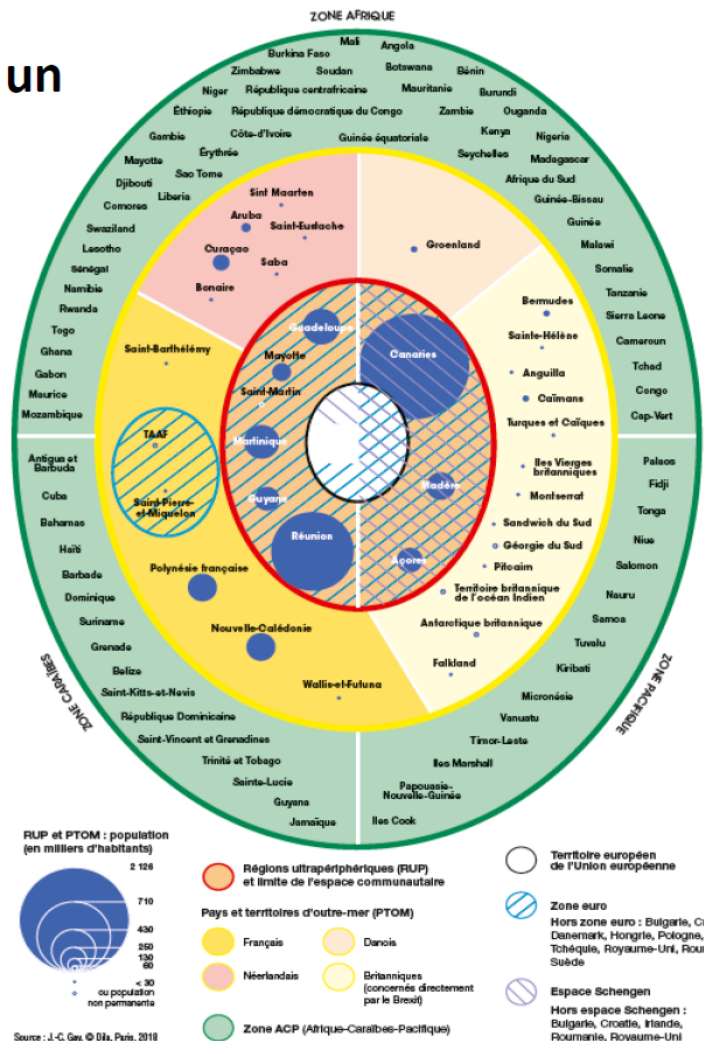 un
ZONE AFRIQUE
Mali
Angola
Burkina Faso
Zimbabwe
Soudan
Botswana
Bénin
Niger
République centrafricaine
Mauritanie
Burundi
Éthiopie
République démocratique du Congo
Zambie
Ouganda
Gambie
Côte-d'Ivoire
Guinée équatoriale
Kenya
Nigeria
Mayotte
Érythrée
Seychelles
Madagascar
Djibouti
Sao Tome
Afrique du Sud
Comores
Liberia
Guinée-Bissau
Swaziland
Guinée
Lesotho
Malawi
Sénégal
Somalie
Namibie
Tanzanie
Rwanda
Sierra Leone
Togo
Cameroun
Ghana
Tchad
Gabon
Congo
Maurice
Cap-Vert
Mozambique
Sint Maarten
Aruba
Saint-Eustache
Curaçao
Saba
Bonaire
Groenland
Bermudes
Sainte-Hélène
Anguilla
Caïmans
Turques et Caïques
Iles Vierges
britanniques
Montserrat
Sandwich du Sud
Géorgie du Sud
Pitcairn
Territoire britannique
de l'océan Indien
Antarctique britannique
Falkland
Guadeloupe
Mayotte
Saint-Martin
Martinique
Guyane
Réunion
Canaries
Madère
Açores
Saint-Barthélémy
TAAF
Saint-Pierre-
et-Miquelon
Polynésie française
Nouvelle-Calédonie
Wallis-et-Futuna
Antigua et
Barbuda
Cuba
Bahamas
Haïti
Barbade
Dominique
Suriname
Grenade
Belize
Saint-Kitts-et-Nevis
République Dominicaine
Saint-Vincent et Grenadines
Trinité et Tobago
Sainte-Lucie
Guyana
Jamaïque
ZONE CARAÏBES
Palaos
Fidji
Tonga
Niue
Salomon
Nauru
Samoa
Tuvalu
Kiribati
Micronésie
Vanuatu
Timor-Leste
Iles Marshall
Papouasie-
Nouvelle-Guinée
Iles Cook
ZONE PACIFIQUE
RUP et PTOM : population
(en milliers d'habitants)
2 126
710
430
250
130
60
< 30
ou population
non permanente
Source : J.-C. Gay. © Dila, Paris, 2018
Régions ultrapériphériques (RUP)
et limite de l'espace communautaire
Pays et territoires d'outre-mer (PTOM)
Français
Danois
Néerlandais
Britanniques
(concernés directement
par le Brexit)
Zone ACP (Afrique-Caraïbes-Pacifique)
Territoire européen
de l'Union européenne
Zone euro
Hors zone euro : Bulgarie, C
Danemark, Hongrie, Pologne,
Tchéquie, Royaume-Uni, Rou
Suède
Espace Schengen
Hors espace Schengen :
Bulgarie, Croatie, Irlande,
Roumanie, Royaume-Uni